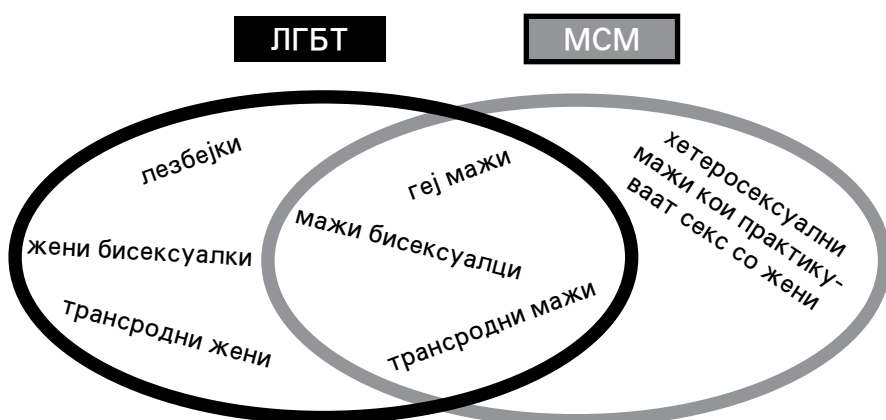 ЛГБТ
МСМ
лезбејки
геј мажи
хетеросексуални
мажи кои практику-
ваат секс со жени
мажи бисексуалци
жени бисексуалки
трансродни жени
трансродни мажи